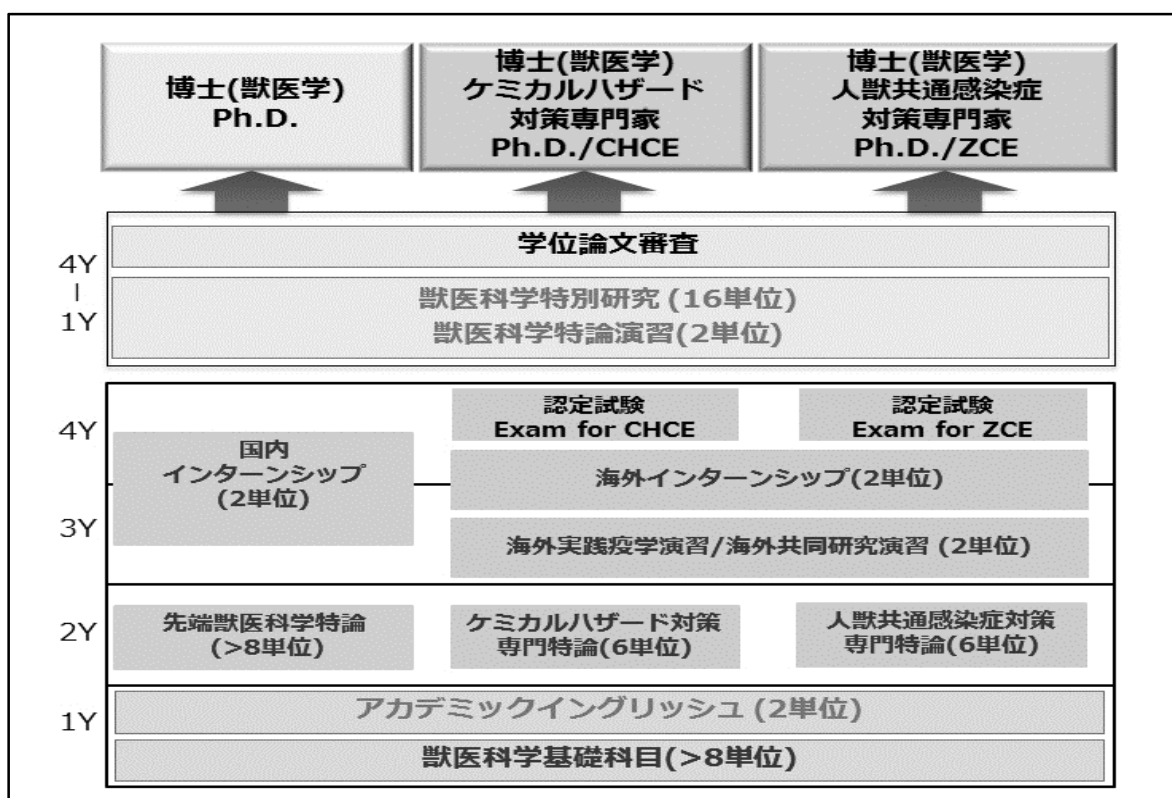 博士(獣医学)
Ph.D.
博士(獣医学)
ケミカルハザード
対策専門家
Ph.D./CHCE
博士(獣医学)
人獣共通感染症
対策専門家
Ph.D./ZCE
4Y
|
1Y
学位論文審査
獣医科学特別研究 (16単位)
獣医科学特論演習(2単位)
4Y
3Y
国内
インターンシップ
(2単位)
認定試験
Exam for CHCE
認定試験
Exam for ZCE
海外インターンシップ(2単位)
海外実践疫学演習/海外共同研究演習 (2単位)
2Y
先端獣医科学特論
(>8単位)
ケミカルハザード対策
専門特論(6単位)
人獣共通感染症対策
専門特論(6単位)
1Y
アカデミックイングリッシュ (2単位)
獣医科学基礎科目(>8単位)